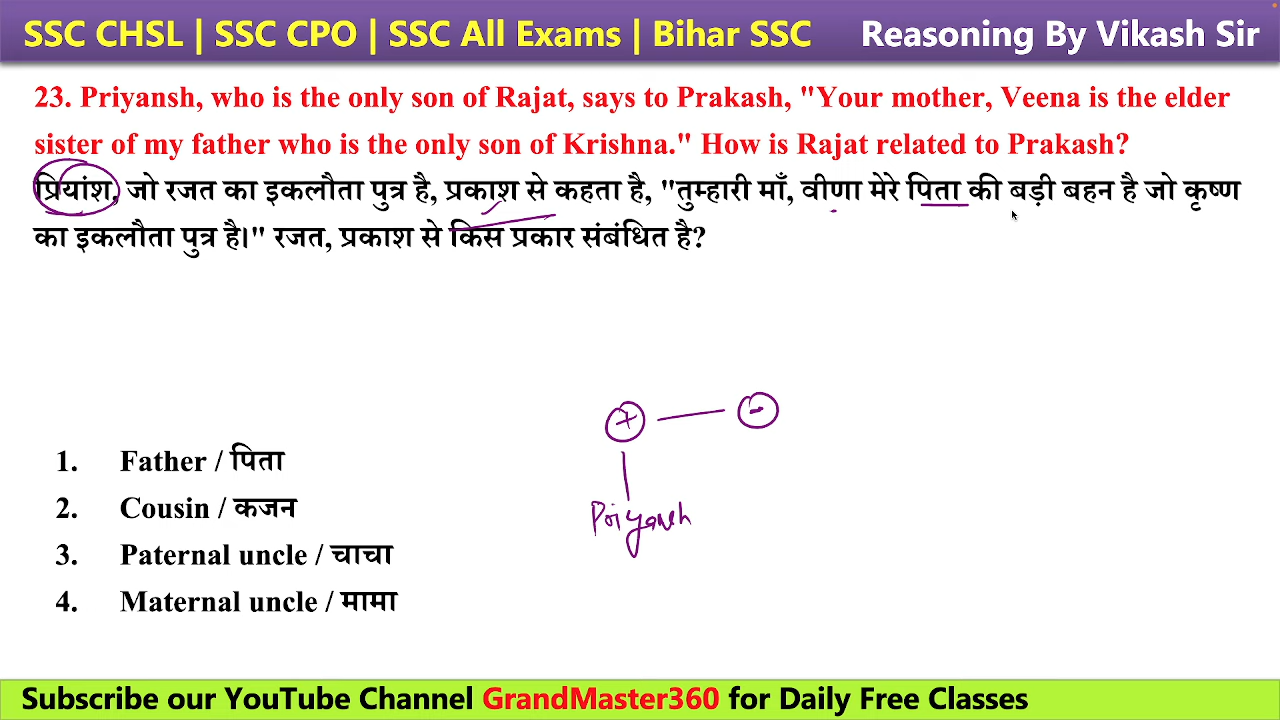 SSC CHSL | SSC CPO | SSC All Exams | Bihar SSC Reasoning By Vikash Sir
23. Priyansh, who is the only son of Rajat, says to Prakash, "Your mother, Veena is the elder
sister of my father who is the only son of Krishna." How is Rajat related to Prakash?
प्रियांश, जो रजत का इकलौता पुत्र है, प्रकाश से कहता है, "तुम्हारी माँ, वीणा मेरे पिता की बड़ी बहन है जो कृष्ण
का इकलौता पुत्र है।" रजत, प्रकाश से किस प्रकार संबंधित है?
+ -
Priyansh
1. Father / पिता
2. Cousin / कजन
3. Paternal uncle / चाचा
4. Maternal uncle / मामा
Subscribe our YouTube Channel GrandMaster360 for Daily Free Classes